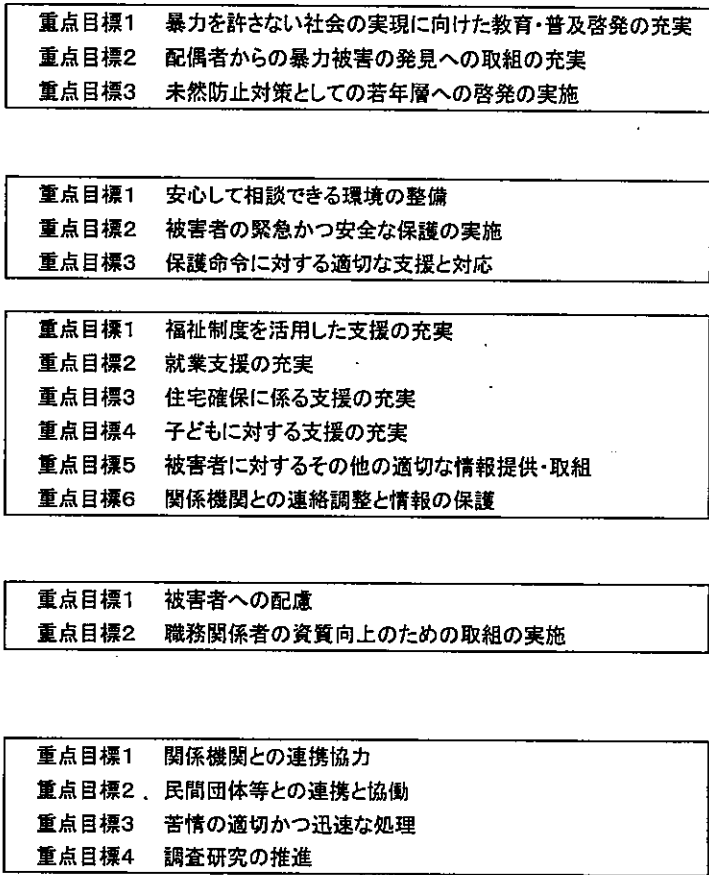 重点目標1 暴力を許さない社会の実現に向けた教育・普及啓発の充実
重点目標2 配偶者からの暴力被害の発見への取組の充実
重点目標3 未然防止対策としての若年層への啓発の実施
重点目標1 安心して相談できる環境の整備
重点目標2 被害者の緊急かつ安全な保護の実施
重点目標3 保護命令に対する適切な支援と対応
重点目標1 福祉制度を活用した支援の充実
重点目標2 就業支援の充実
重点目標3 住宅確保に係る支援の充実
重点目標4 子どもに対する支援の充実
重点目標5 被害者に対するその他の適切な情報提供・取組
重点目標6 関係機関との連絡調整と情報の保護
重点目標1 被害者への配慮
重点目標2 職務関係者の資質向上のための取組の実施
重点目標1 関係機関との連携協力
重点目標2 民間団体等との連携と協働
重点目標3 苦情の適切かつ迅速な処理
重点目標4 調査研究の推進